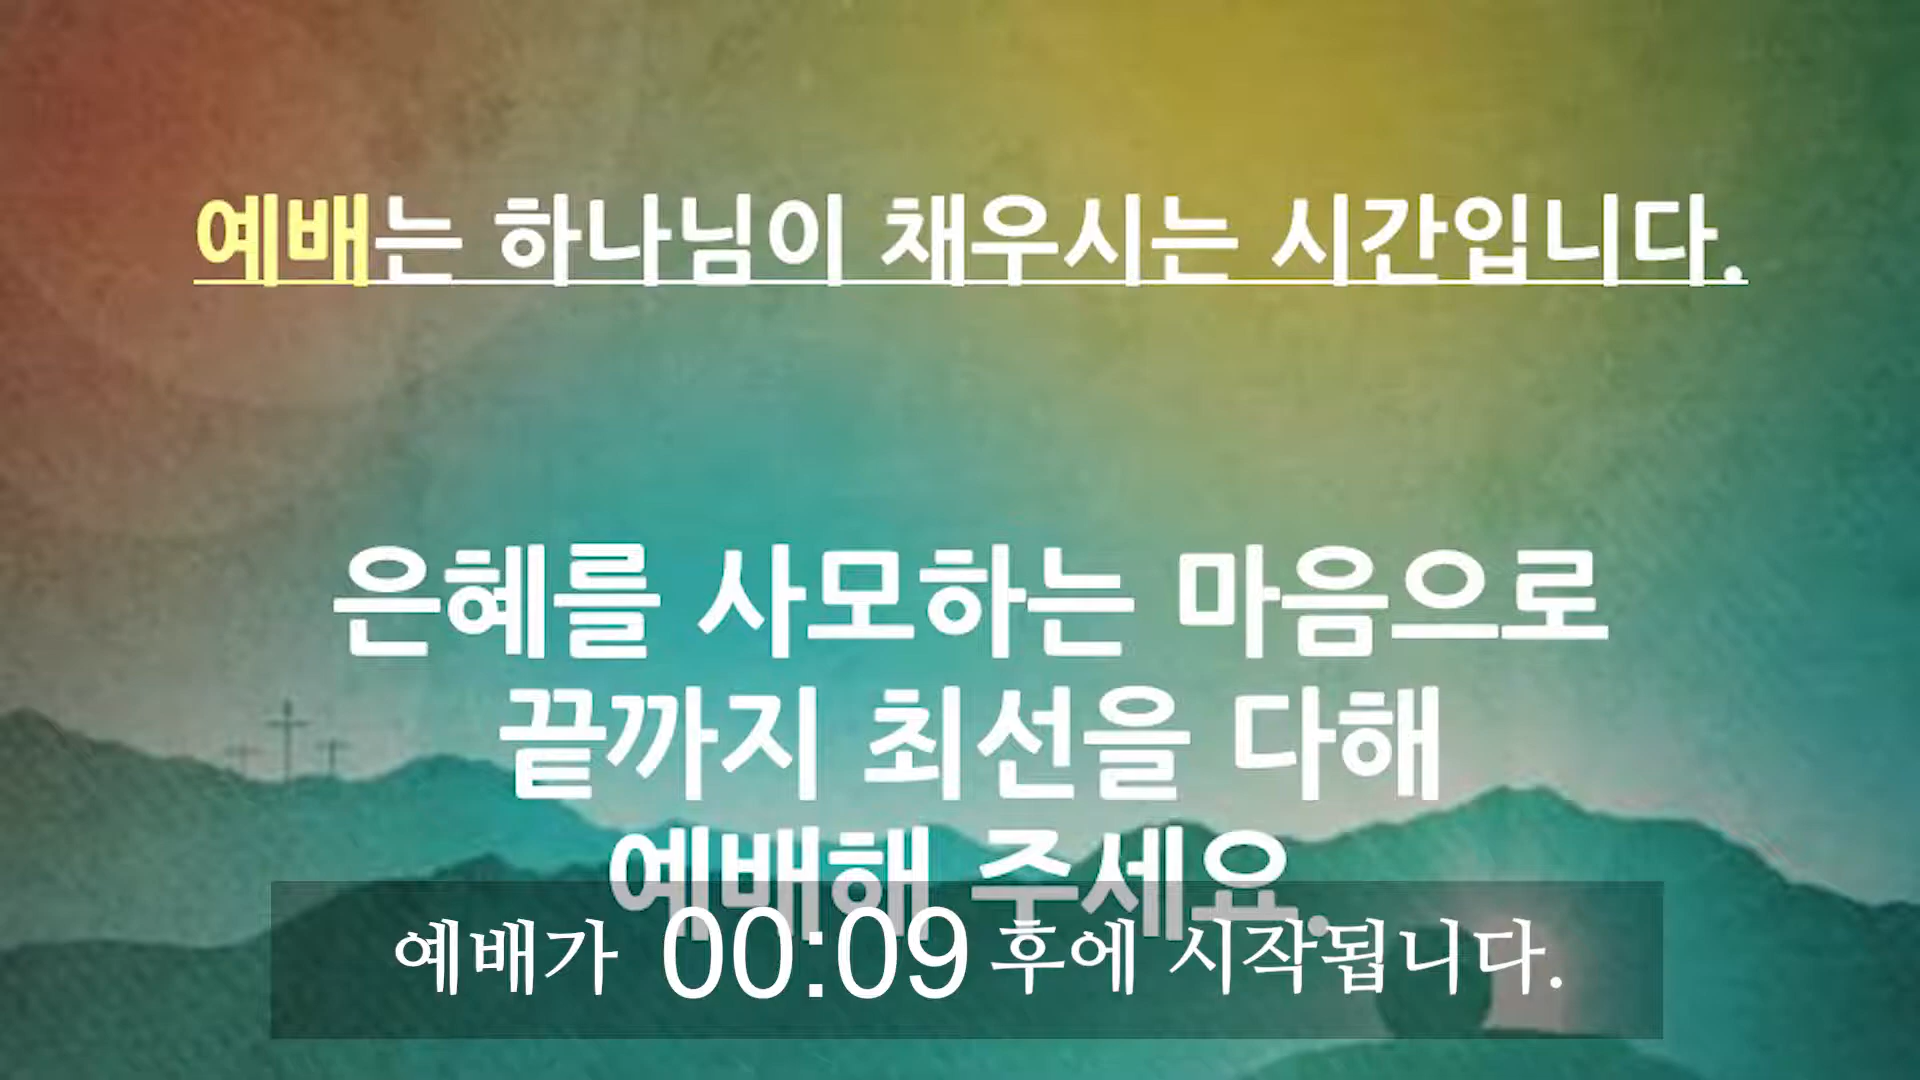 예배는 하나님이 채우시는 시간입니다.
은혜를 사모하는 마음으로
끝까지 최선을 다해
예배해 주세요.
예배가 00:09 후에 시작됩니다.